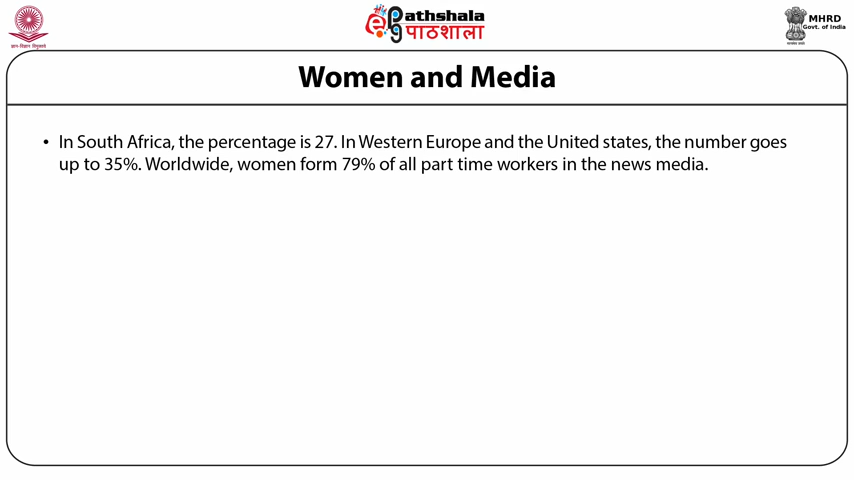 ज्ञान-विज्ञान विमुक्तये
Pathshala
पाठशाला
MHRD
Govt. of India
Women and Media
• In South Africa, the percentage is 27. In Western Europe and the United states, the number goes
up to 35%. Worldwide, women form 79% of all part time workers in the news media.